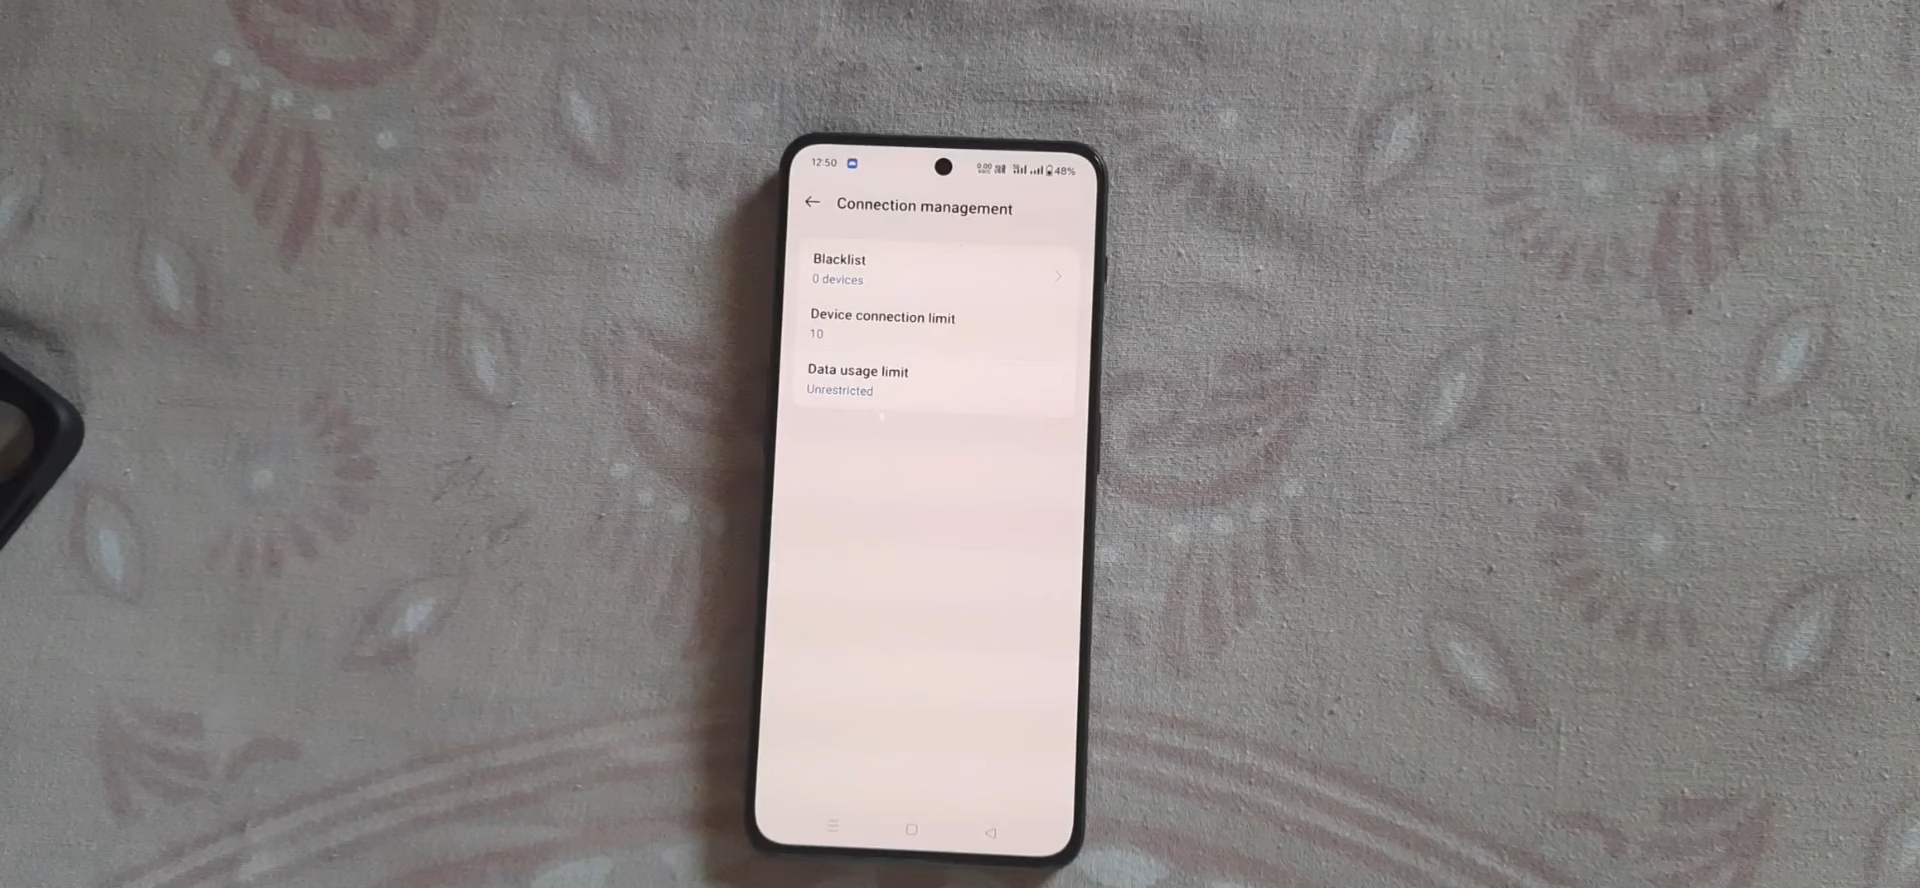 12:50
48%
Connection management
Blacklist
0 devices
Device connection limit
10
Data usage limit
Unrestricted